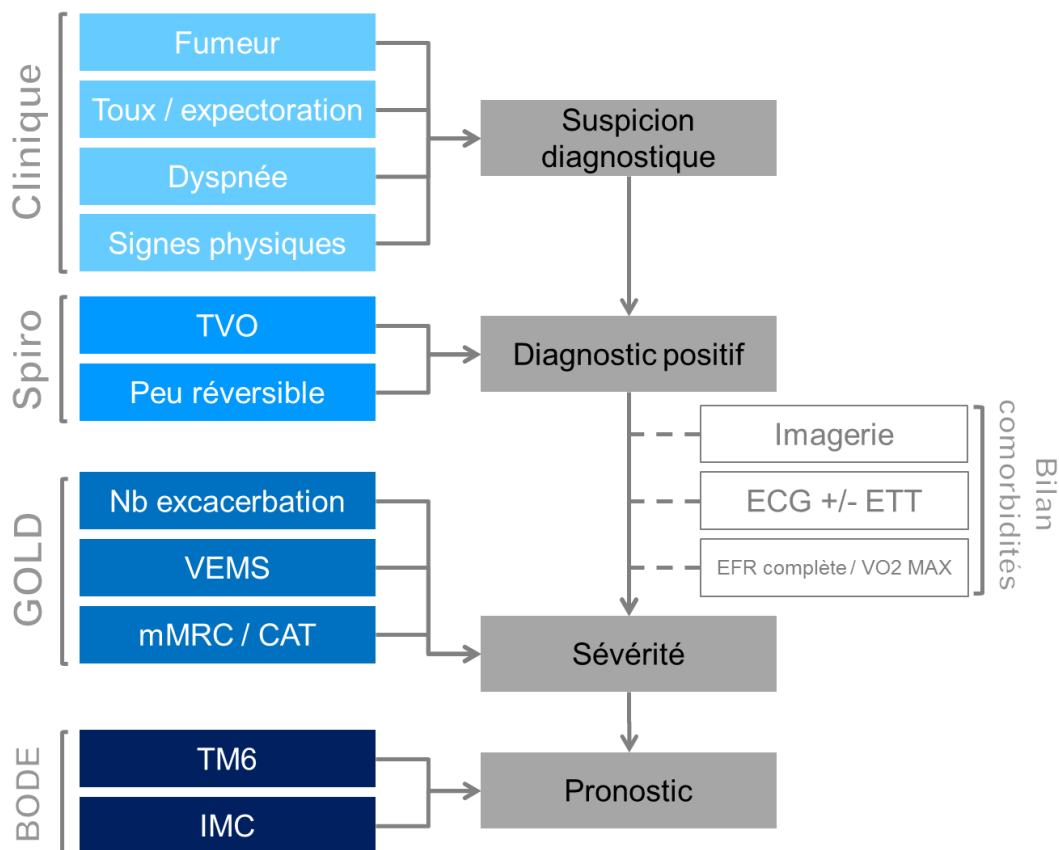 Clinique
Fumeur
Toux / expectoration
Dyspnée
Signes physiques
Suspicion
diagnostique
Spiro
TVO
Peu réversible
Diagnostic positif
Imagerie
ECG +/- ETT
EFR complète / VO2 MAX
Bilan
comorbidités
GOLD
Nb excacerbation
VEMS
mMRC / CAT
Sévérité
BODE
TM6
IMC
Pronostic